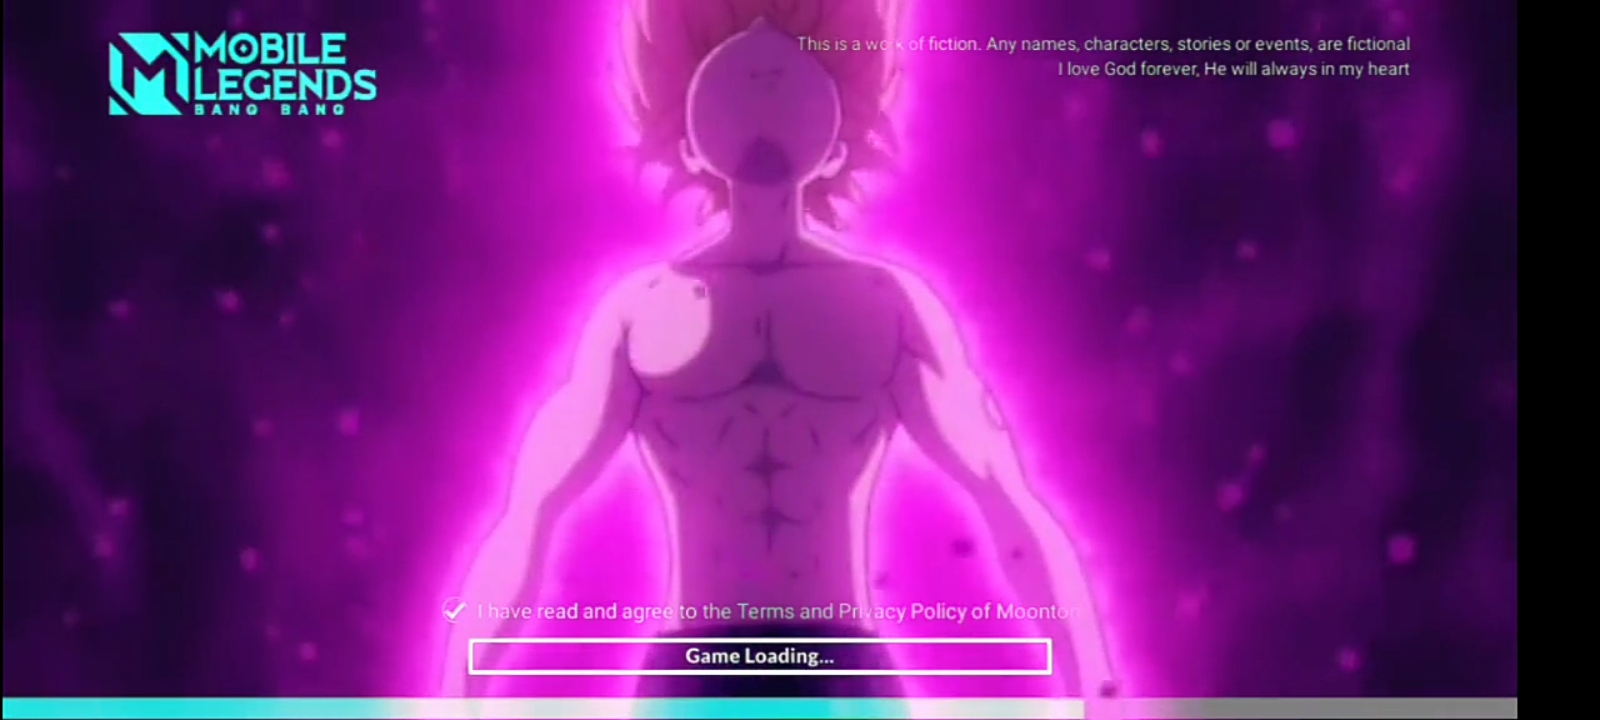 MOBILE
LEGENDS
BANG BANG
This is a work of fiction. Any names, characters, stories or events, are fictional
I love God forever, He will always in my heart
I have read and agree to the Terms and Privacy Policy of Moonton
Game Loading...